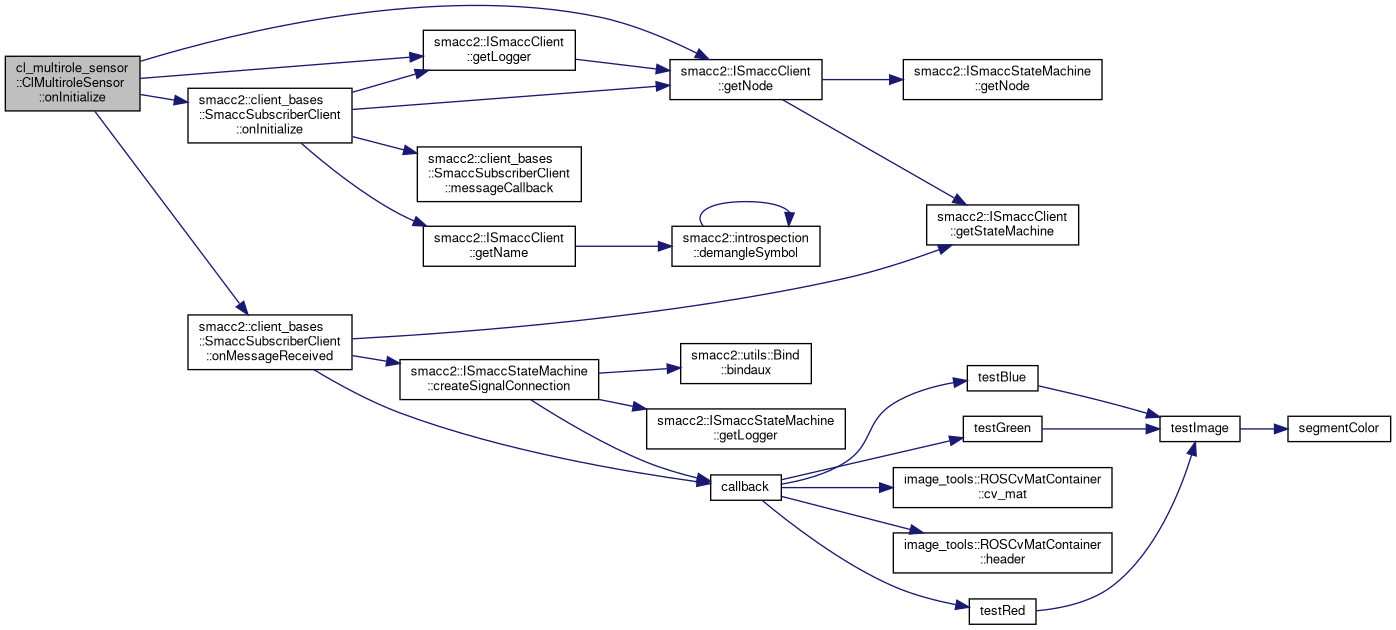 cl_multirole_sensor
::ClMultiroleSensor
::onInitialize
smacc2::client_bases
::SmaccSubscriberClient
::onInitialize
smacc2::client_bases
::SmaccSubscriberClient
::onMessageReceived
smacc2::ISmaccClient
::getLogger
smacc2::client_bases
::SmaccSubscriberClient
::messageCallback
smacc2::ISmaccClient
::getName
smacc2::ISmaccStateMachine
::createSignalConnection
smacc2::ISmaccClient
::getNode
smacc2::introspection
::demangleSymbol
smacc2::utils::Bind
::bindaux
smacc2::ISmaccStateMachine
::getLogger
callback
smacc2::ISmaccStateMachine
::getNode
smacc2::ISmaccClient
::getStateMachine
testBlue
testGreen
image_tools::ROSCvMatContainer
::cv_mat
image_tools::ROSCvMatContainer
::header
testRed
testImage
segmentColor